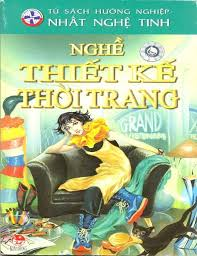 TỦ SÁCH HƯỚNG NGHIỆP
NHẤT NGHỆ TINH
NGHỀ
THIẾT KẾ
THỜI TRANG
GRAND